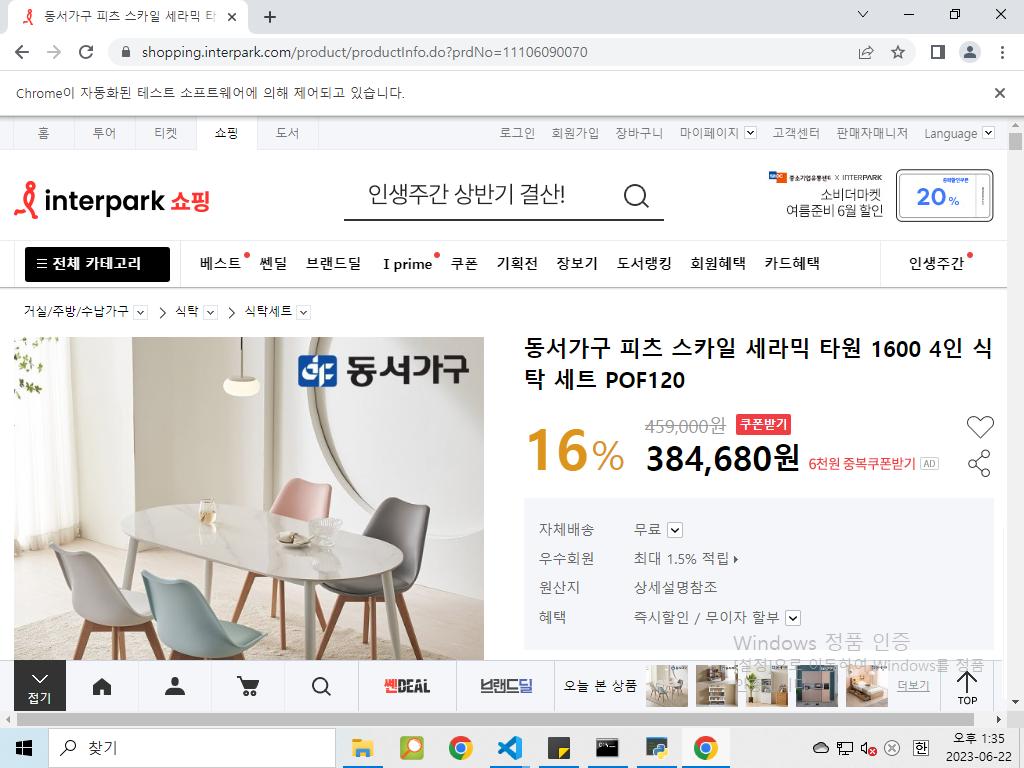 동서가구 피츠 스카일 세라믹 타
shopping.interpark.com/product/productInfo.do?prdNo=11106090070
Chrome이 자동화된 테스트 소프트웨어에 의해 제어되고 있습니다.
홈 투어 티켓 쇼핑 도서 로그인 회원가입 장바구니 마이페이지 고객센터 판매자매니저 Language
interpark 쇼핑
인생주간 상반기 결산!
중소기업유통센터 X INTERPARK
소비더마켓
여름준비 6월 할인
20%
전체 카테고리 베스트 쎈딜 브랜드딜 I prime 쿠폰 기획전 장보기 도서랭킹 회원혜택 카드혜택 인생주간
거실/주방/수납가구 식탁 식탁세트
동서가구
동서가구 피츠 스카일 세라믹 타원 1600 4인 식
탁 세트 POF120
16%
459,000원 쿠폰받기
384,680원 6천원 중복쿠폰받기 AD
자체배송 무료
우수회원 최대 1.5% 적립
원산지 상세설명참조
혜택 즉시할인 / 무이자 할부
Windows 정품 인증
[설정]으로 이동하여 Windows를 정품
접기
쎈DEAL
브랜드딜
오늘 본 상품
더보기
TOP
찾기
한
오후 1:35
2023-06-22